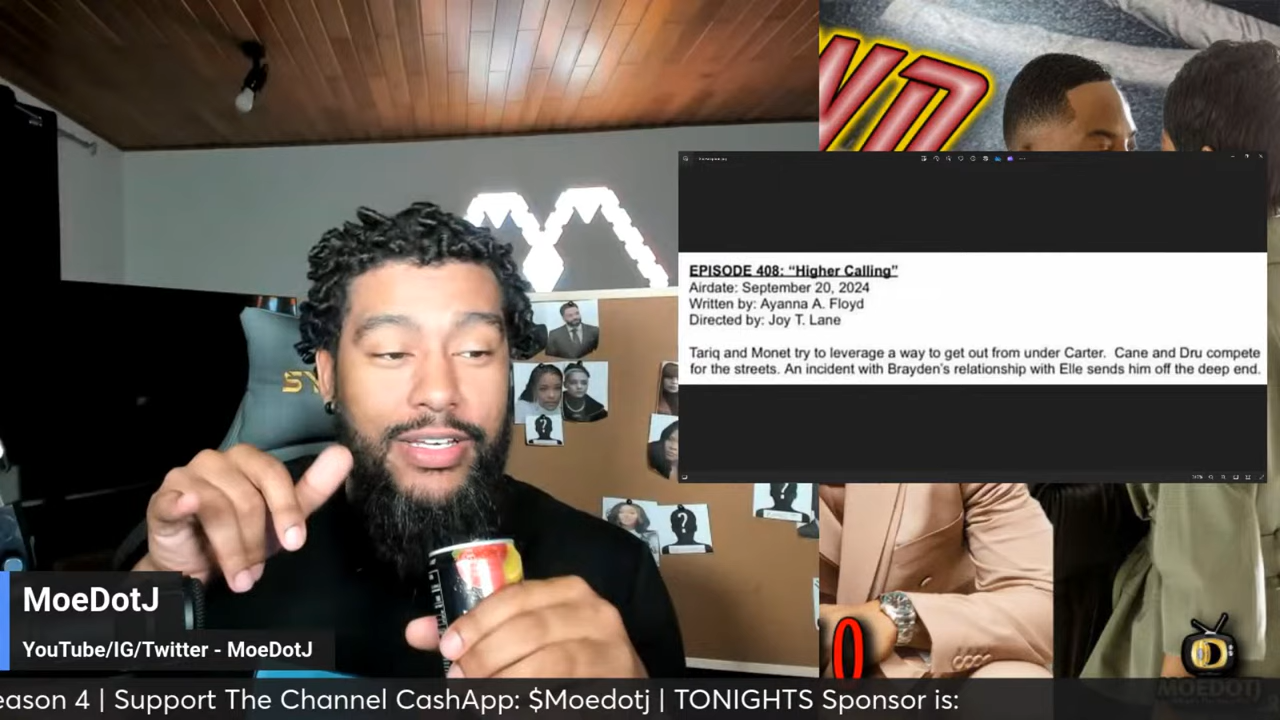 EPISODE 408: “Higher Calling”
Airdate: September 20, 2024
Written by: Ayanna A. Floyd
Directed by: Joy T. Lane
Tariq and Monet try to leverage a way to get out from under Carter. Cane and Dru compete
for the streets. An incident with Brayden’s relationship with Elle sends him off the deep end.
SY
MoeDotJ
YouTube/IG/Twitter - MoeDotJ
MOEDOTJ
eason 4 | Support The Channel CashApp: $Moedotj | TONIGHTS Sponsor is: